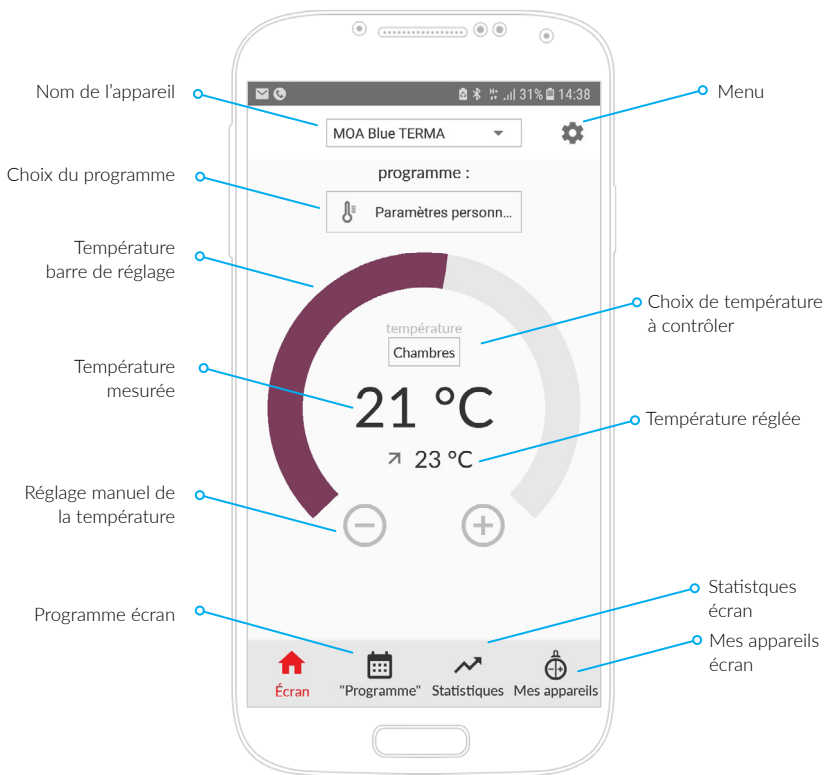 31% 14:38
Nom de l'appareil
MOA Blue TERMA
Menu
Choix du programme
programme :
Paramètres personn...
Température
barre de réglage
Choix de température
à contrôler
température
Chambres
Température
mesurée
21 °C
Température réglée
23 °C
Réglage manuel de
la température
Programme écran
Statistques
écran
Mes appareils
écran
Écran
"Programme"
Statistiques
Mes appareils